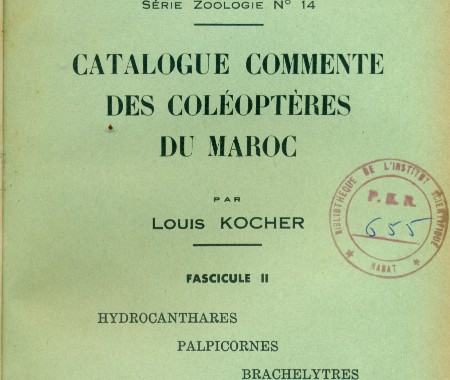 SÉRIE ZOOLOGIE N° 14
CATALOGUE COMMENTE
DES COLÉOPTÈRES
DU MAROC
PAR
LOUIS KOCHER
BIBLIOTHÈQUE DE L'INSTITUT SCIENTIFIQUE
P.K.R.
655
RABAT
FASCICULE II
HYDROCANTHARES
PALPICORNES
BRACHELYTRES